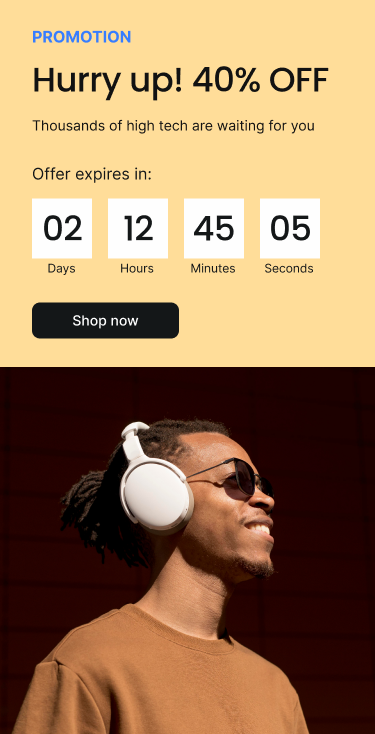 PROMOTION
Hurry up! 40% OFF
Thousands of high tech are waiting for you
Offer expires in:
02 12 45 05
Days Hours Minutes Seconds
Shop now